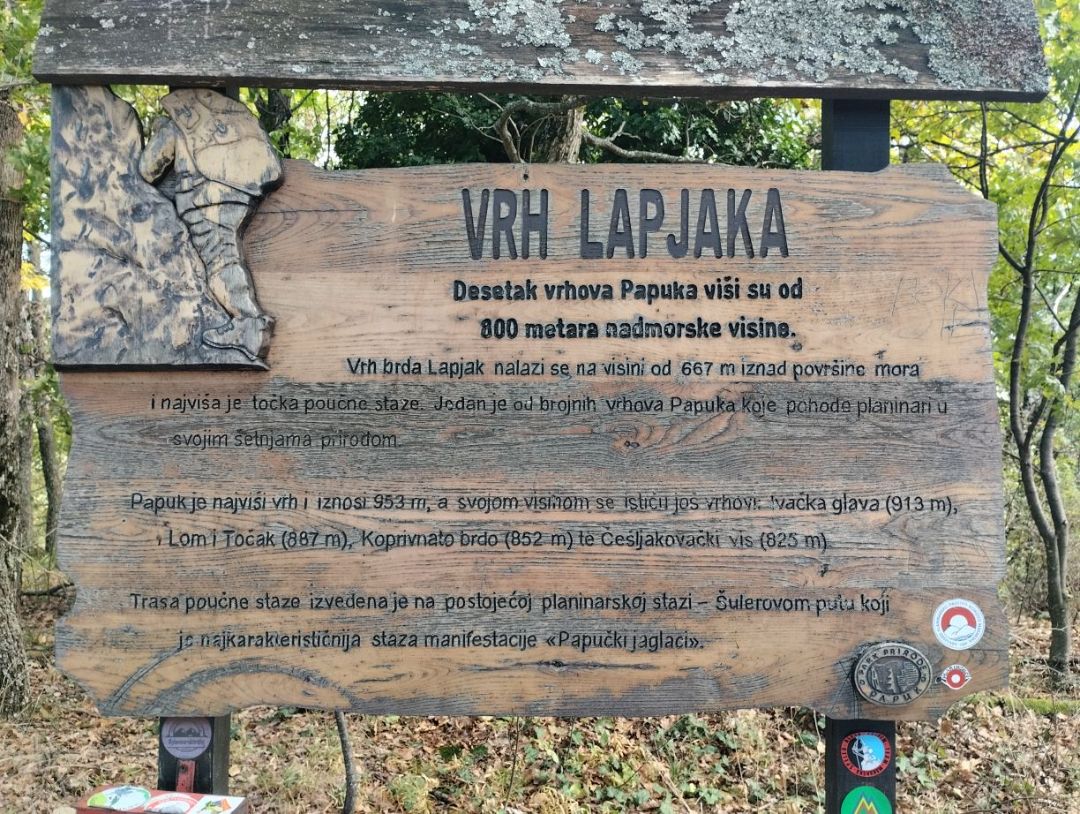 VRH LAPJAKA
Desetak vrhova Papuka viši su od
800 metara nadmorske visine.
Vrh brda Lapjak nalazi se na visini od 667 m iznad površine mora
i najviša je točka poučne staze. Jedan je od brojnih vrhova Papuka koje pohode planinari u
svojim šetnjama prirodom.
Papuk je najviši vrh i iznosi 953 m, a svojom visinom se ističu još vrhovi: Ivačka glava (913 m),
Lom i Točak (887 m), Koprivnato brdo (852 m) te Češljakovački vis (825 m)
Trasa poučne staze izvedena je na postojećoj planinarskoj stazi – Šulerovom putu koji
je najkarakterističnija staza manifestacije «Papučki jaglaci».
PARK PRIRODE
PAPUK